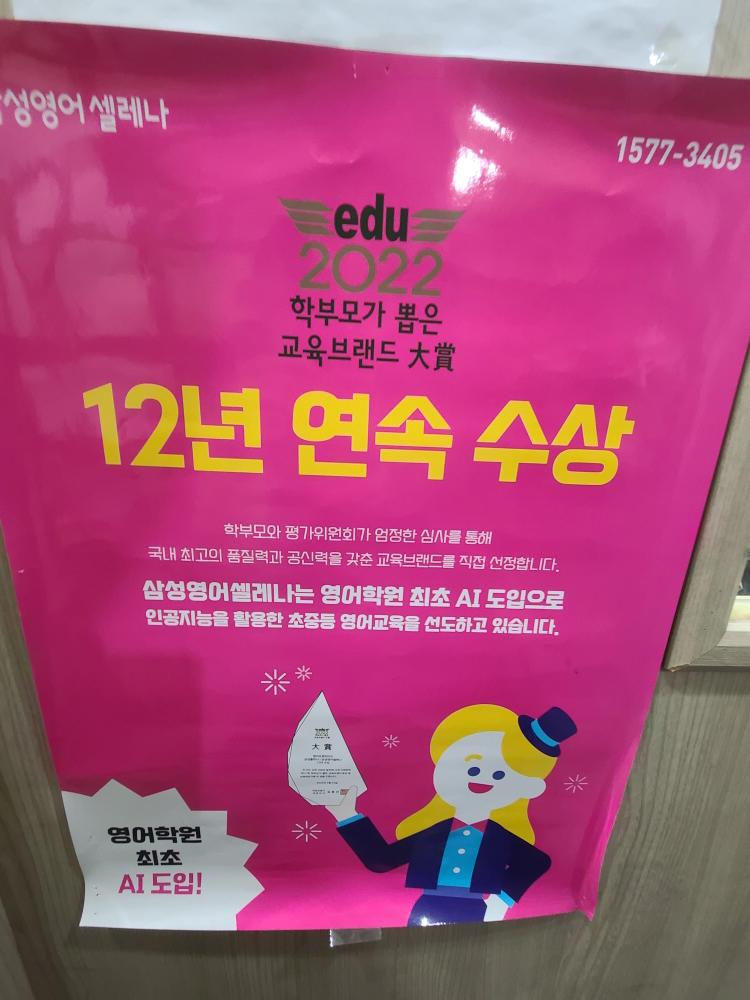 삼성영어 셀레나
1577-3405
edu
2022
학부모가 뽑은
교육브랜드 大賞
12년 연속 수상
학부모와 평가위원회가 엄정한 심사를 통해
국내 최고의 품질력과 공신력을 갖춘 교육브랜드를 직접 선정합니다.
삼성영어셀레나는 영어학원 최초 AI 도입으로
인공지능을 활용한 초중등 영어교육을 선도하고 있습니다.
大賞
영어학원
최초
AI 도입!